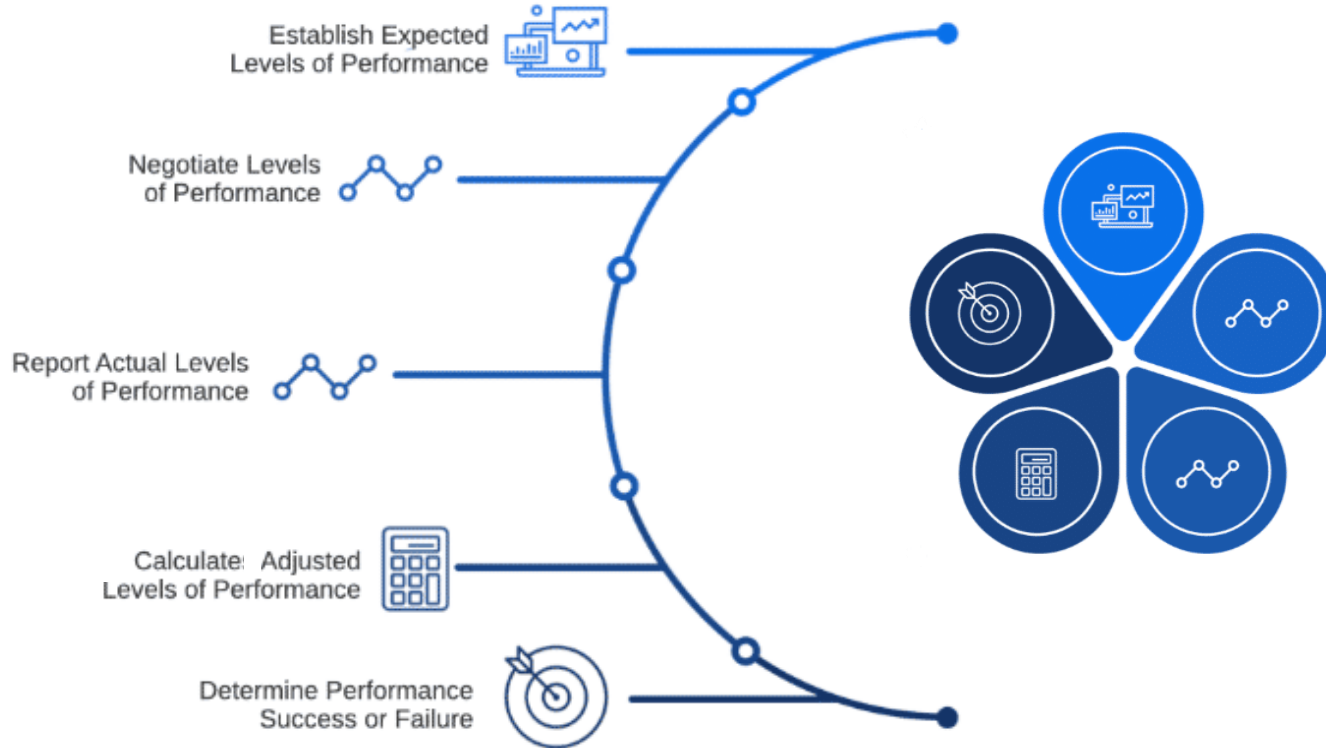 Establish Expected
Levels of Performance
Negotiate Levels
of Performance
Report Actual Levels
of Performance
Calculate Adjusted
Levels of Performance
Determine Performance
Success or Failure